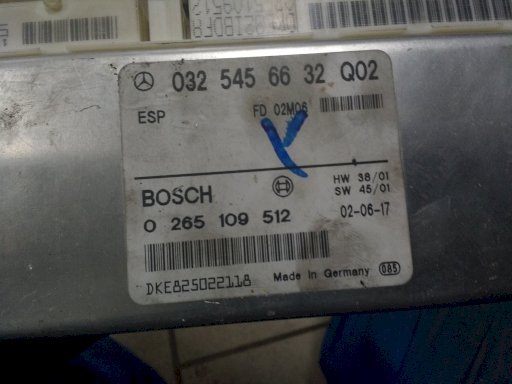 032 545 66 32 Q02
ESP
FD 02M06
HW 38/01
SW 45/01
BOSCH
0 265 109 512
02-06-17
DKE825022118
Made in Germany
085